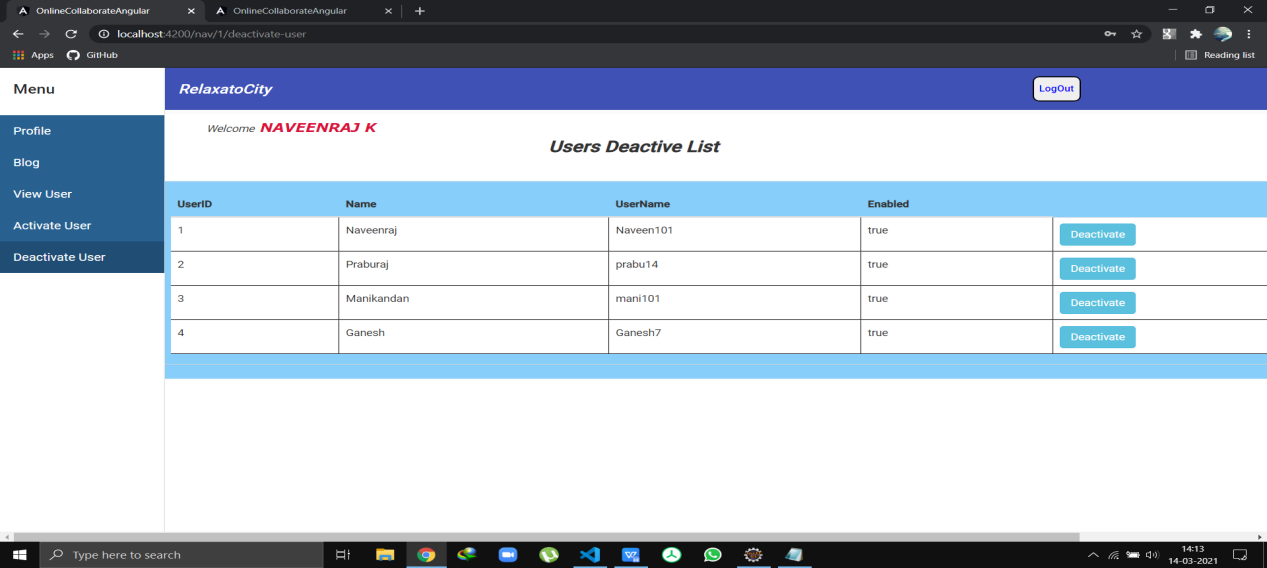 OnlineCollaborateAngular
OnlineCollaborateAngular
localhost:4200/nav/1/deactivate-user
Apps
GitHub
Reading list
Menu
RelaxatoCity
LogOut
Profile
Blog
View User
Activate User
Deactivate User
Welcome NAVEENRAJ K
Users Deactive List
UserID Name UserName Enabled
1 Naveenraj Naveen101 true Deactivate
2 Praburaj prabu14 true Deactivate
3 Manikandan mani101 true Deactivate
4 Ganesh Ganesh7 true Deactivate
Type here to search
14:13
14-03-2021